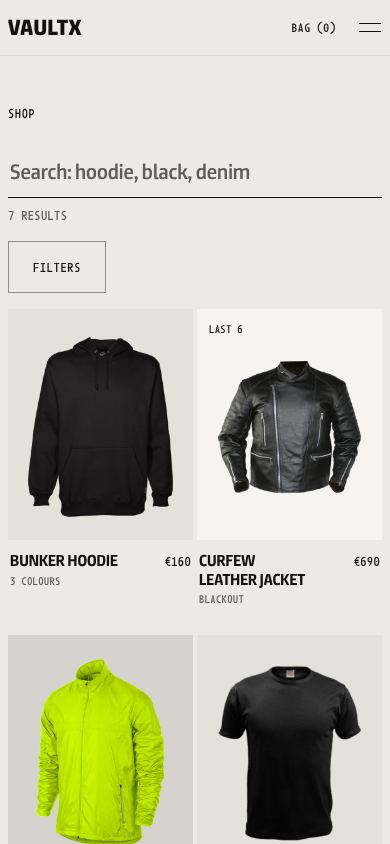 VAULTX
BAG (0)
SHOP
Search: hoodie, black, denim
7 RESULTS
FILTERS
LAST 6
BUNKER HOODIE
€160
3 COLOURS
CURFEW
LEATHER JACKET
€690
BLACKOUT